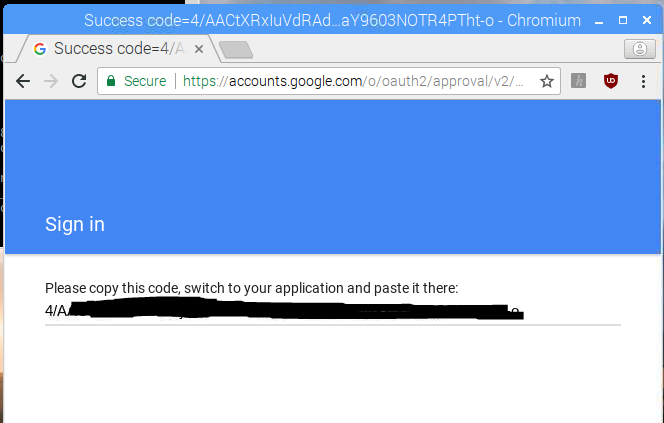 Success code=4/AACtXRxIuVdRAd...aY9603NOTR4PTht-o - Chromium
Success code=4/A
Secure https://accounts.google.com/o/oauth2/approval/v2/...
Sign in
Please copy this code, switch to your application and paste it there:
4/A